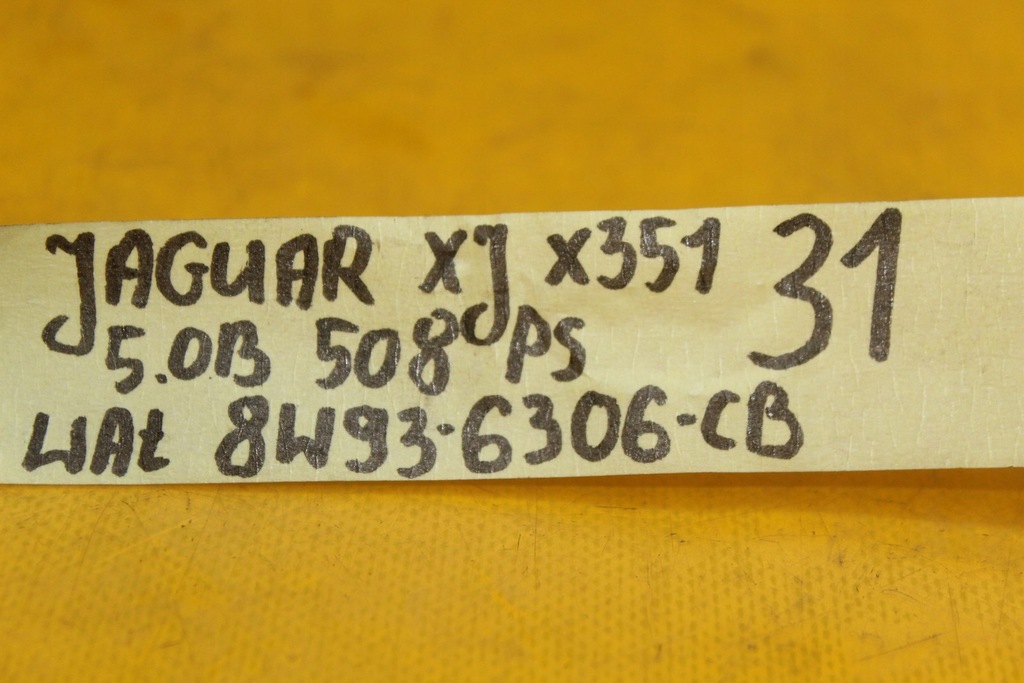 JAGUAR XJ X351 31
5.0B 508PS
WAŁ 8W93-6306-CB